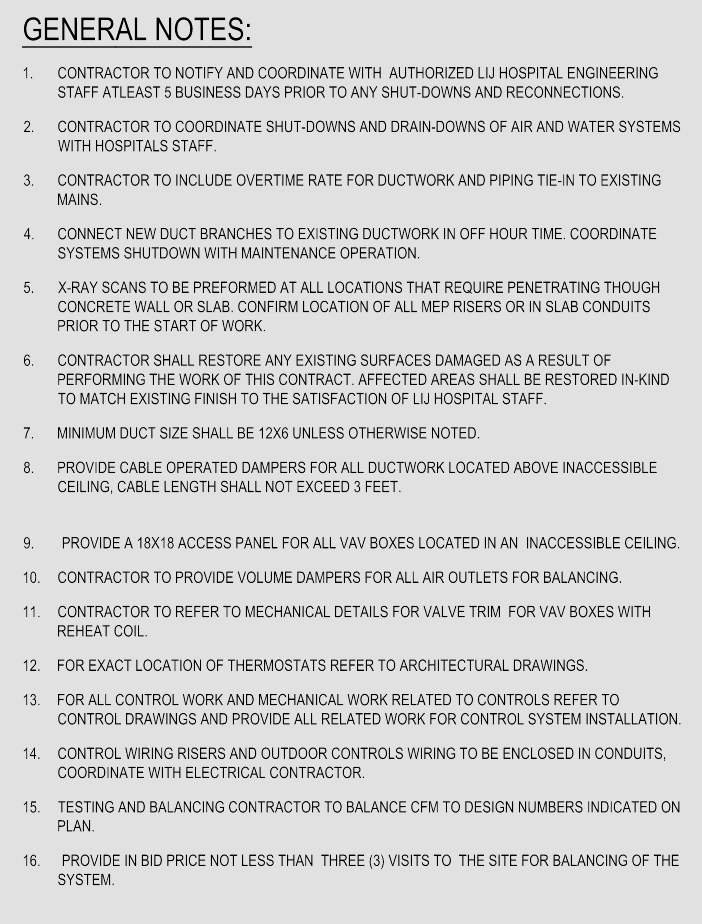 GENERAL NOTES:
1. CONTRACTOR TO NOTIFY AND COORDINATE WITH AUTHORIZED LIJ HOSPITAL ENGINEERING
STAFF ATLEAST 5 BUSINESS DAYS PRIOR TO ANY SHUT-DOWNS AND RECONNECTIONS.
2. CONTRACTOR TO COORDINATE SHUT-DOWNS AND DRAIN-DOWNS OF AIR AND WATER SYSTEMS
WITH HOSPITALS STAFF.
3. CONTRACTOR TO INCLUDE OVERTIME RATE FOR DUCTWORK AND PIPING TIE-IN TO EXISTING
MAINS.
4. CONNECT NEW DUCT BRANCHES TO EXISTING DUCTWORK IN OFF HOUR TIME. COORDINATE
SYSTEMS SHUTDOWN WITH MAINTENANCE OPERATION.
5. X-RAY SCANS TO BE PREFORMED AT ALL LOCATIONS THAT REQUIRE PENETRATING THOUGH
CONCRETE WALL OR SLAB. CONFIRM LOCATION OF ALL MEP RISERS OR IN SLAB CONDUITS
PRIOR TO THE START OF WORK.
6. CONTRACTOR SHALL RESTORE ANY EXISTING SURFACES DAMAGED AS A RESULT OF
PERFORMING THE WORK OF THIS CONTRACT. AFFECTED AREAS SHALL BE RESTORED IN-KIND
TO MATCH EXISTING FINISH TO THE SATISFACTION OF LIJ HOSPITAL STAFF.
7. MINIMUM DUCT SIZE SHALL BE 12X6 UNLESS OTHERWISE NOTED.
8. PROVIDE CABLE OPERATED DAMPERS FOR ALL DUCTWORK LOCATED ABOVE INACCESSIBLE
CEILING, CABLE LENGTH SHALL NOT EXCEED 3 FEET.
9. PROVIDE A 18X18 ACCESS PANEL FOR ALL VAV BOXES LOCATED IN AN INACCESSIBLE CEILING.
10. CONTRACTOR TO PROVIDE VOLUME DAMPERS FOR ALL AIR OUTLETS FOR BALANCING.
11. CONTRACTOR TO REFER TO MECHANICAL DETAILS FOR VALVE TRIM FOR VAV BOXES WITH
REHEAT COIL.
12. FOR EXACT LOCATION OF THERMOSTATS REFER TO ARCHITECTURAL DRAWINGS.
13. FOR ALL CONTROL WORK AND MECHANICAL WORK RELATED TO CONTROLS REFER TO
CONTROL DRAWINGS AND PROVIDE ALL RELATED WORK FOR CONTROL SYSTEM INSTALLATION.
14. CONTROL WIRING RISERS AND OUTDOOR CONTROLS WIRING TO BE ENCLOSED IN CONDUITS,
COORDINATE WITH ELECTRICAL CONTRACTOR.
15. TESTING AND BALANCING CONTRACTOR TO BALANCE CFM TO DESIGN NUMBERS INDICATED ON
PLAN.
16. PROVIDE IN BID PRICE NOT LESS THAN THREE (3) VISITS TO THE SITE FOR BALANCING OF THE
SYSTEM.